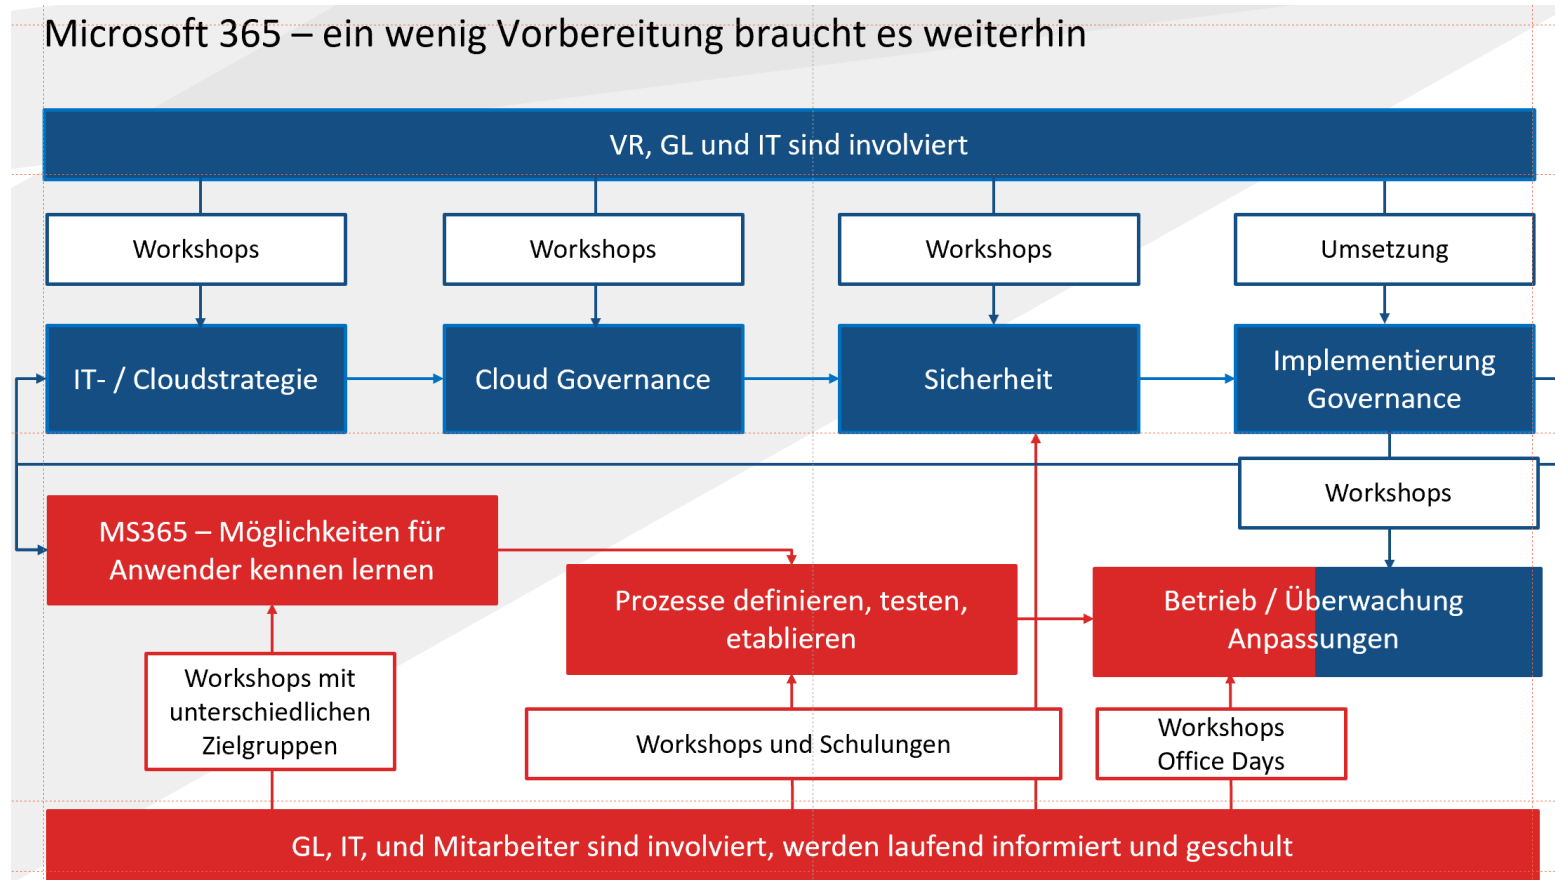 Microsoft 365 – ein wenig Vorbereitung braucht es weiterhin
VR, GL und IT sind involviert
Workshops
Workshops
Workshops
Umsetzung
IT- / Cloudstrategie
Cloud Governance
Sicherheit
Implementierung
Governance
Workshops
MS365 – Möglichkeiten für
Anwender kennen lernen
Prozesse definieren, testen,
etablieren
Betrieb / Überwachung
Anpassungen
Workshops mit
unterschiedlichen
Zielgruppen
Workshops und Schulungen
Workshops
Office Days
GL, IT, und Mitarbeiter sind involviert, werden laufend informiert und geschult